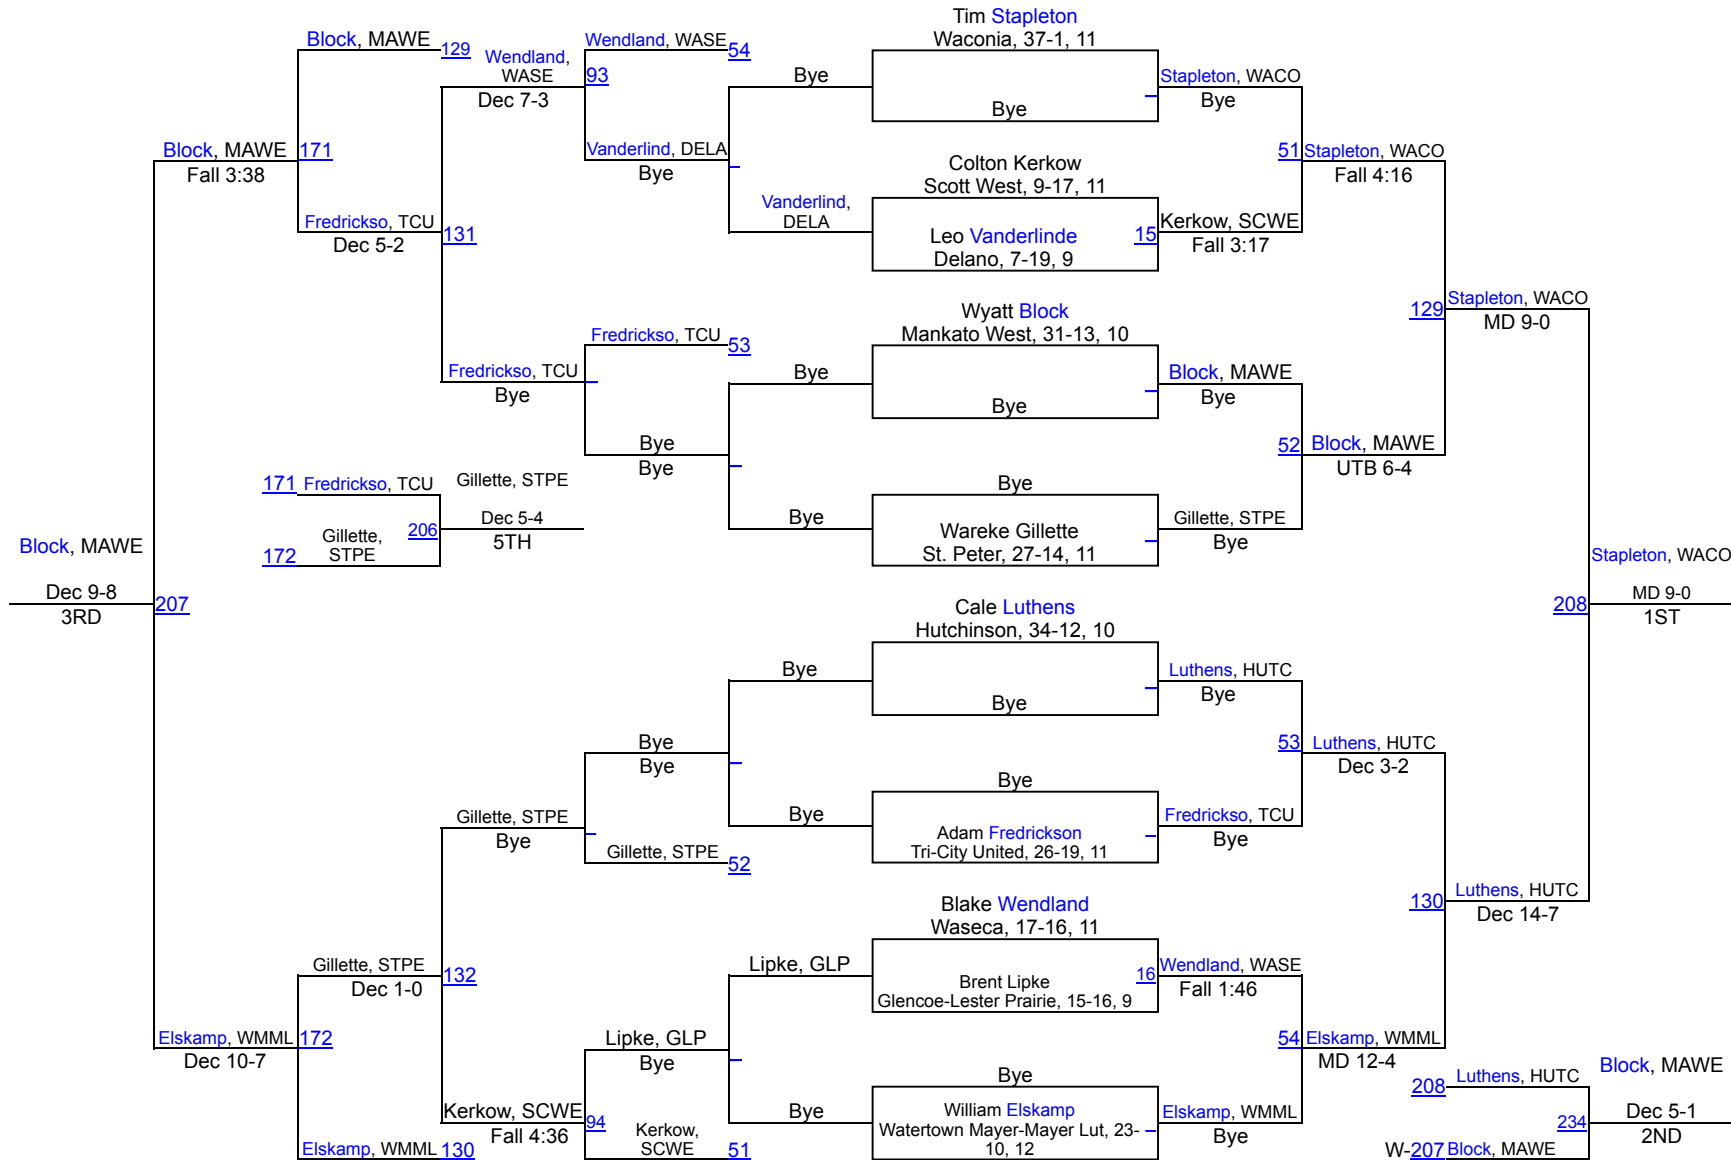 Tim Stapleton
Waconia, 37-1, 11
Bye
Colton Kerkow
Scott West, 9-17, 11
Leo Vanderlinde
Delano, 7-19, 9
15
Wyatt Block
Mankato West, 31-13, 10
Bye
Bye
Wareke Gillette
St. Peter, 27-14, 11
Cale Luthens
Hutchinson, 34-12, 10
Bye
Bye
Adam Fredrickson
Tri-City United, 26-19, 11
Blake Wendland
Waseca, 17-16, 11
Brent Lipke
Glencoe-Lester Prairie, 15-16, 9
16
Bye
William Elskamp
Watertown Mayer-Mayer Lut, 23-
10, 12
Stapleton, WACO
Bye
Kerkow, SCWE
Fall 3:17
Block, MAWE
Bye
Gillette, STPE
Bye
Luthens, HUTC
Bye
Fredrickso, TCU
Bye
Wendland, WASE
Fall 1:46
Elskamp, WMML
Bye
51
Stapleton, WACO
Fall 4:16
52
Block, MAWE
UTB 6-4
53
Luthens, HUTC
Dec 3-2
54
Elskamp, WMML
MD 12-4
129
Stapleton, WACO
MD 9-0
130
Luthens, HUTC
Dec 14-7
Stapleton, WACO
208
MD 9-0
1ST
208
Luthens, HUTC
W-207
Block, MAWE
234
Block, MAWE
Dec 5-1
2ND
Bye
Vanderlind,
DELA
Bye
Bye
Bye
Bye
Lipke, GLP
Bye
Wendland, WASE
54
Vanderlind, DELA
Bye
Fredrickso, TCU
53
Bye
Bye
Bye
Bye
Gillette, STPE
52
Lipke, GLP
Bye
Kerkow,
SCWE
51
Wendland,
WASE
93
Dec 7-3
Fredrickso, TCU
Bye
Gillette, STPE
Bye
Kerkow, SCWE
94
Fall 4:36
Block, MAWE
129
Fredrickso, TCU
131
Dec 5-2
Gillette, STPE
132
Dec 1-0
Elskamp, WMML
130
Block, MAWE
171
Fall 3:38
Elskamp, WMML
172
Dec 10-7
171
Fredrickso, TCU
172
Gillette,
STPE
206
Gillette, STPE
Dec 5-4
5TH
Block, MAWE
Dec 9-8
207
3RD